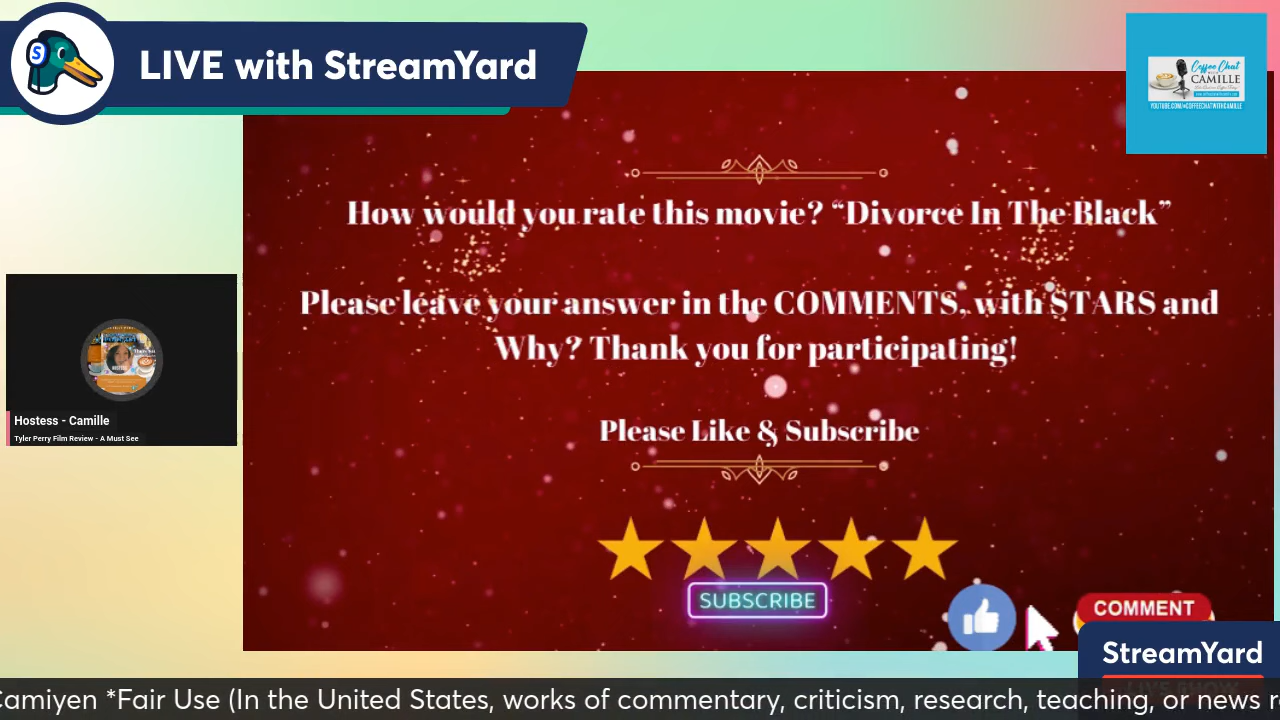 LIVE with StreamYard
S
Coffee Chat
CAMILLE
YOUTUBE.COM/@COFFEECHATWITHCAMILLE
How would you rate this movie? “Divorce In The Black”
Please leave your answer in the COMMENTS, with STARS and
Why? Thank you for participating!
Please Like & Subscribe
SUBSCRIBE
COMMENT
Hostess - Camille
Tyler Perry Film Review - A Must See
StreamYard
Camiyen *Fair Use (In the United States, works of commentary, criticism, research, teaching, or news r